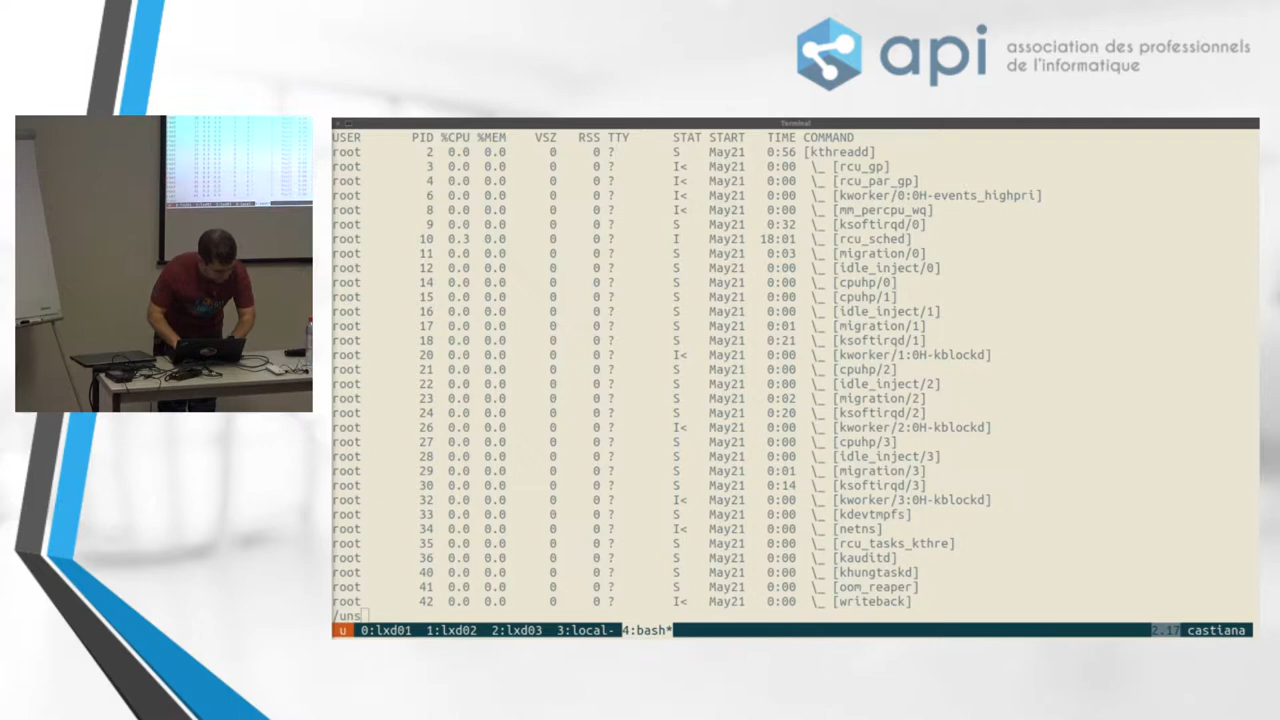 api association des professionnels
de l'informatique
Terminal
USER PID %CPU %MEM VSZ RSS TTY STAT START TIME COMMAND
root 2 0.0 0.0 0 0 ? S May21 0:56 [kthreadd]
root 3 0.0 0.0 0 0 ? I< May21 0:00 \_ [rcu_gp]
root 4 0.0 0.0 0 0 ? I< May21 0:00 \_ [rcu_par_gp]
root 6 0.0 0.0 0 0 ? I< May21 0:00 \_ [kworker/0:0H-events_highpri]
root 8 0.0 0.0 0 0 ? I< May21 0:00 \_ [mm_percpu_wq]
root 9 0.0 0.0 0 0 ? S May21 0:32 \_ [ksoftirqd/0]
root 10 0.3 0.0 0 0 ? I May21 18:01 \_ [rcu_sched]
root 11 0.0 0.0 0 0 ? S May21 0:03 \_ [migration/0]
root 12 0.0 0.0 0 0 ? S May21 0:00 \_ [idle_inject/0]
root 14 0.0 0.0 0 0 ? S May21 0:00 \_ [cpuhp/0]
root 15 0.0 0.0 0 0 ? S May21 0:00 \_ [cpuhp/1]
root 16 0.0 0.0 0 0 ? S May21 0:00 \_ [idle_inject/1]
root 17 0.0 0.0 0 0 ? S May21 0:01 \_ [migration/1]
root 18 0.0 0.0 0 0 ? S May21 0:21 \_ [ksoftirqd/1]
root 20 0.0 0.0 0 0 ? I< May21 0:00 \_ [kworker/1:0H-kblockd]
root 21 0.0 0.0 0 0 ? S May21 0:00 \_ [cpuhp/2]
root 22 0.0 0.0 0 0 ? S May21 0:00 \_ [idle_inject/2]
root 23 0.0 0.0 0 0 ? S May21 0:02 \_ [migration/2]
root 24 0.0 0.0 0 0 ? S May21 0:20 \_ [ksoftirqd/2]
root 26 0.0 0.0 0 0 ? I< May21 0:00 \_ [kworker/2:0H-kblockd]
root 27 0.0 0.0 0 0 ? S May21 0:00 \_ [cpuhp/3]
root 28 0.0 0.0 0 0 ? S May21 0:00 \_ [idle_inject/3]
root 29 0.0 0.0 0 0 ? S May21 0:01 \_ [migration/3]
root 30 0.0 0.0 0 0 ? S May21 0:14 \_ [ksoftirqd/3]
root 32 0.0 0.0 0 0 ? I< May21 0:00 \_ [kworker/3:0H-kblockd]
root 33 0.0 0.0 0 0 ? S May21 0:00 \_ [kdevtmpfs]
root 34 0.0 0.0 0 0 ? I< May21 0:00 \_ [netns]
root 35 0.0 0.0 0 0 ? S May21 0:00 \_ [rcu_tasks_kthre]
root 36 0.0 0.0 0 0 ? S May21 0:00 \_ [kauditd]
root 40 0.0 0.0 0 0 ? S May21 0:00 \_ [khungtaskd]
root 41 0.0 0.0 0 0 ? S May21 0:00 \_ [oom_reaper]
root 42 0.0 0.0 0 0 ? I< May21 0:00 \_ [writeback]
/uns
u 0:lxd01 1:lxd02 2:lxd03 3:local- 4:bash* 2.17 castiana